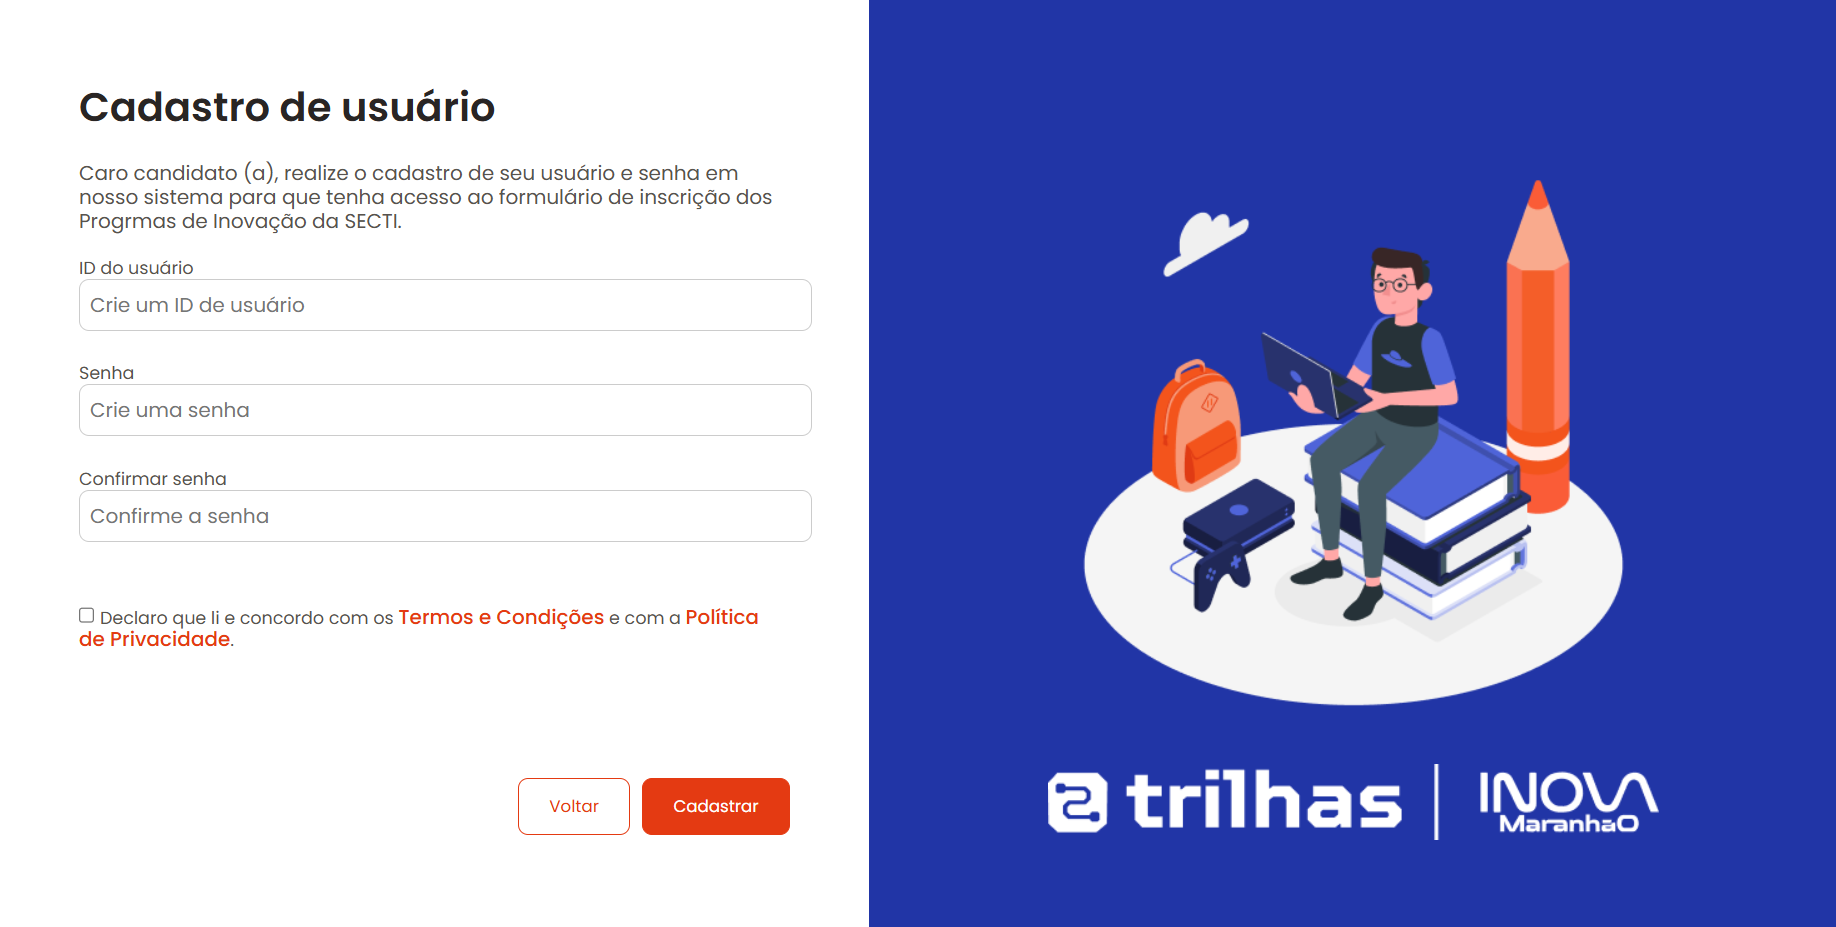 Cadastro de usuário
Caro candidato (a), realize o cadastro de seu usuário e senha em
nosso sistema para que tenha acesso ao formulário de inscrição dos
Progrmas de Inovação da SECTI.
ID do usuário
Crie um ID de usuário
Senha
Crie uma senha
Confirmar senha
Confirme a senha
Declaro que li e concordo com os Termos e Condições e com a Política
de Privacidade.
Voltar
Cadastrar
trilhas
INOVA
Maranhão